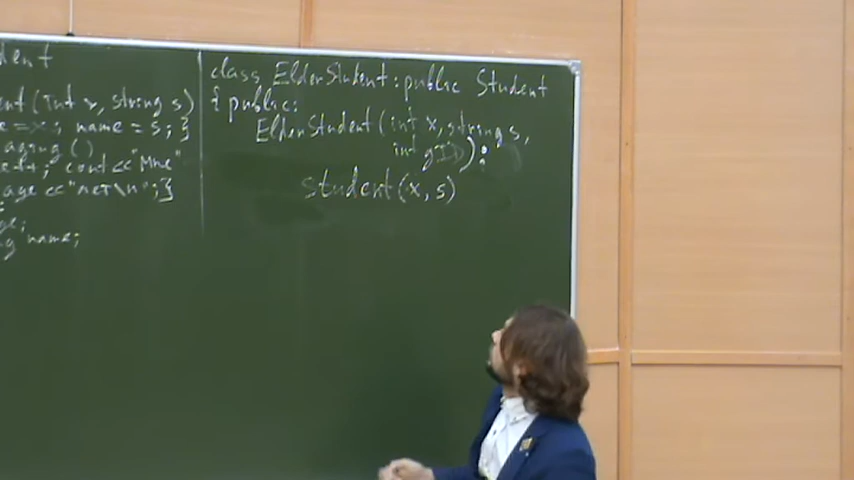 dent
ent(int x, string s)
e = x; name = s; }
aging()
e++; cout << "Мне"
age << "лет\n"; }
ge;
g name;
class ElderStudent : public Student
{ public:
ElderStudent(int x, string s,
int gID):
Student(x, s)